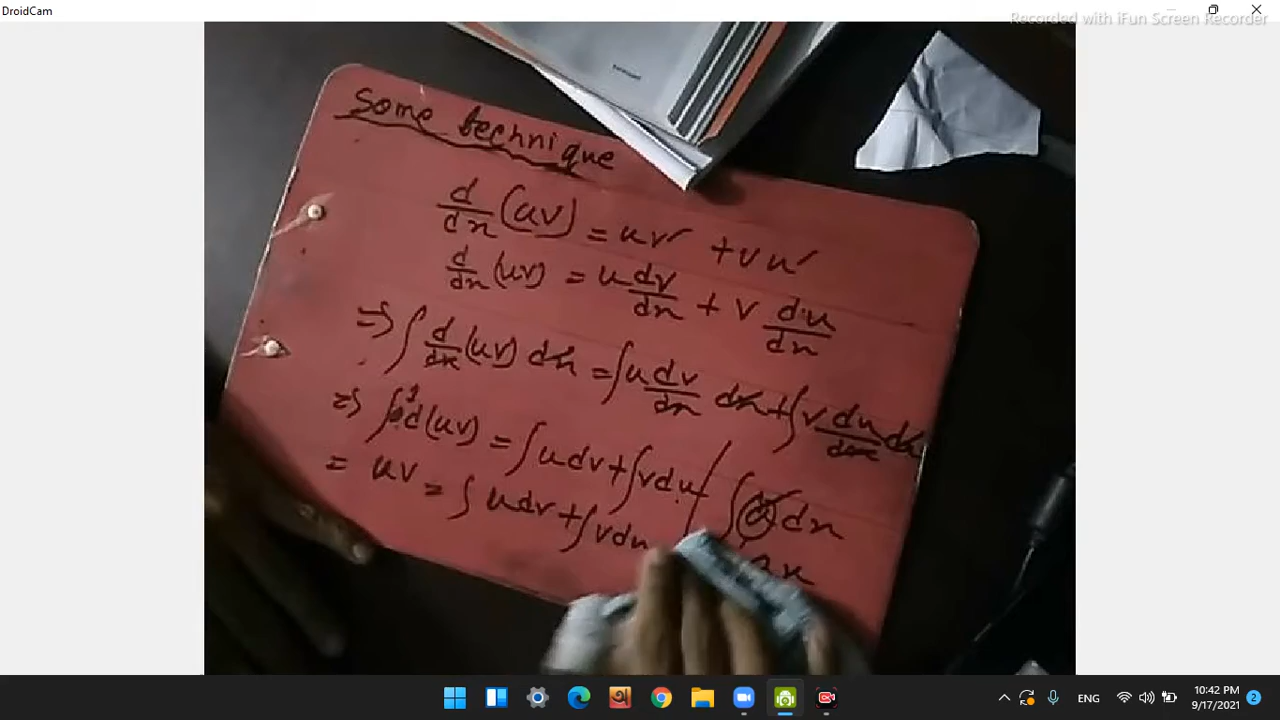 DroidCam
Recorded with iFun Screen Recorder
Some technique
d/dx (uv) = uv′ + vu′
d/dx (uv) = u dv/dx + v du/dx
⇒ ∫ d/dx (uv) dx = ∫ u dv/dx dx + ∫ v du/dx dx
⇒ ∫ d(uv) = ∫ u dv + ∫ v du
= uv = ∫ u dv + ∫ v du
dx
ENG
10:42 PM
9/17/2021
2